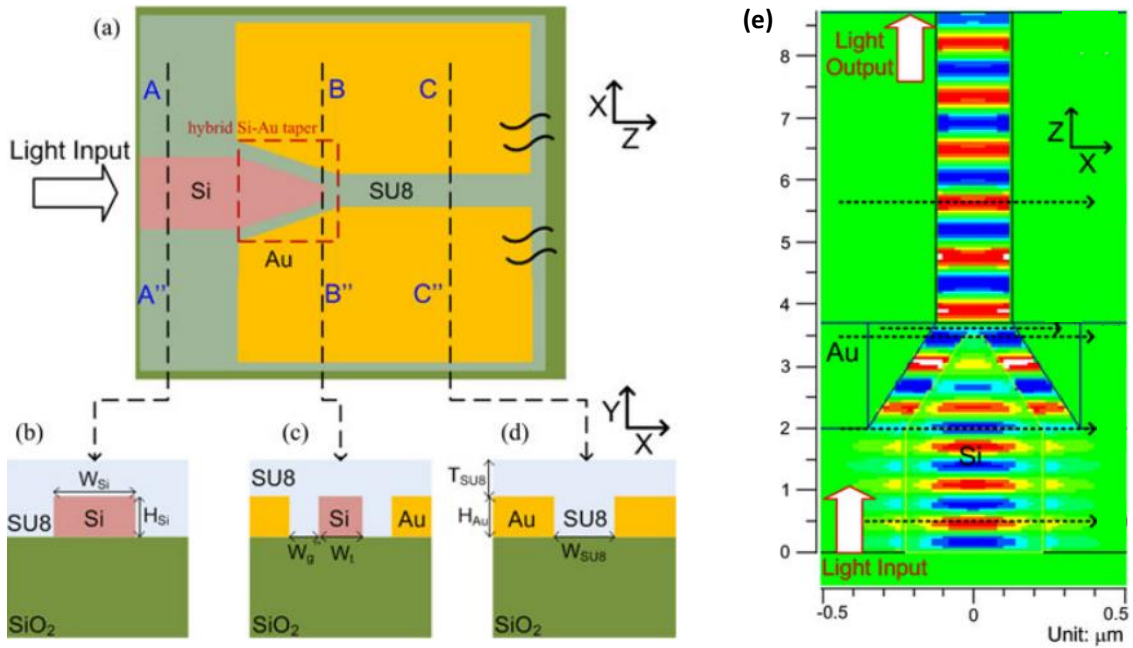 (a)
A
B
C
hybrid Si-Au taper
X
Z
Light Input
Si
SU8
Au
A''
B''
C''
Y
X
(b)
SU8
W_Si
Si
H_Si
SiO2
(c)
SU8
Si
Au
W_g
W_t
SiO2
(d)
T_SU8
H_Au
Au
SU8
W_SU8
SiO2
(e)
8
7
6
5
4
3
2
1
0
Light
Output
Z
X
Au
Si
Light Input
-0.5
0
0.5
Unit: μm